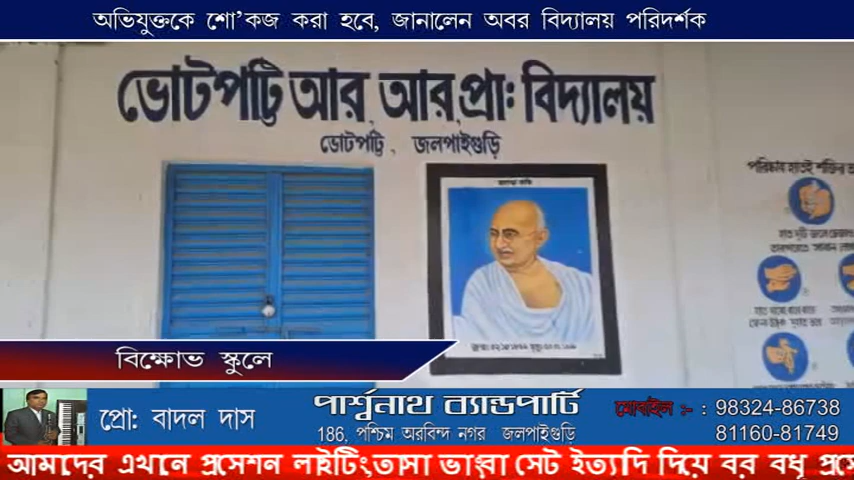 অভিযুক্তকে শো'কজ করা হবে, জানালেন অবর বিদ্যালয় পরিদর্শক
ভোটপট্টি আর, আর,প্রাঃ বিদ্যালয়
ভোটপট্টি, জলপাইগুড়ি
বিক্ষোভ স্কুলে
প্রো: বাদল দাস
পার্শ্বনাথ ব্যান্ডপার্টি
186, পশ্চিম অরবিন্দ নগর জলপাইগুড়ি
মোবাইল :- : 98324-86738
81160-81749
আমাদের এখানে প্রসেশন লাইটিং,তাসা ভাংরা সেট ইত্যাদি দিয়ে বর বধূ